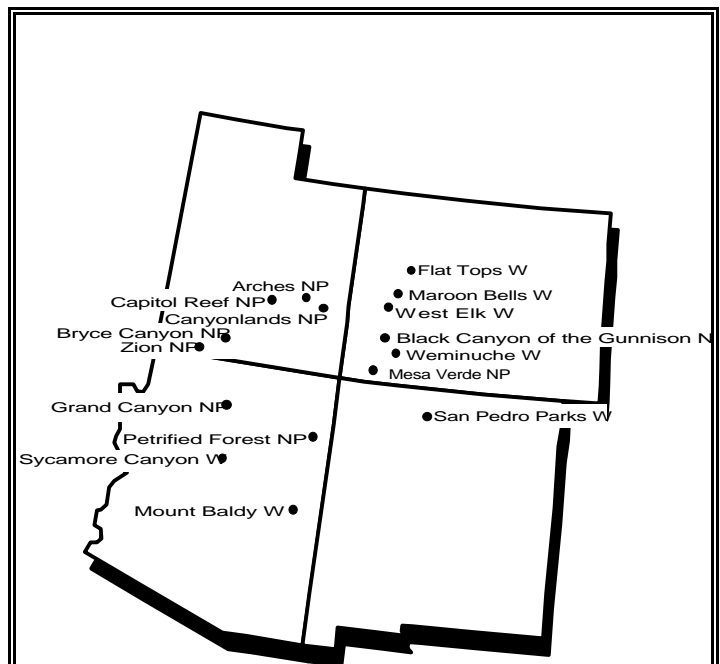 Flat Tops W
Arches NP
Maroon Bells W
Capitol Reef NP
West Elk W
Canyonlands NP
Bryce Canyon NP
Black Canyon of the Gunnison N
Zion NP
Weminuche W
Mesa Verde NP
Grand Canyon NP
San Pedro Parks W
Petrified Forest NP
Sycamore Canyon W
Mount Baldy W